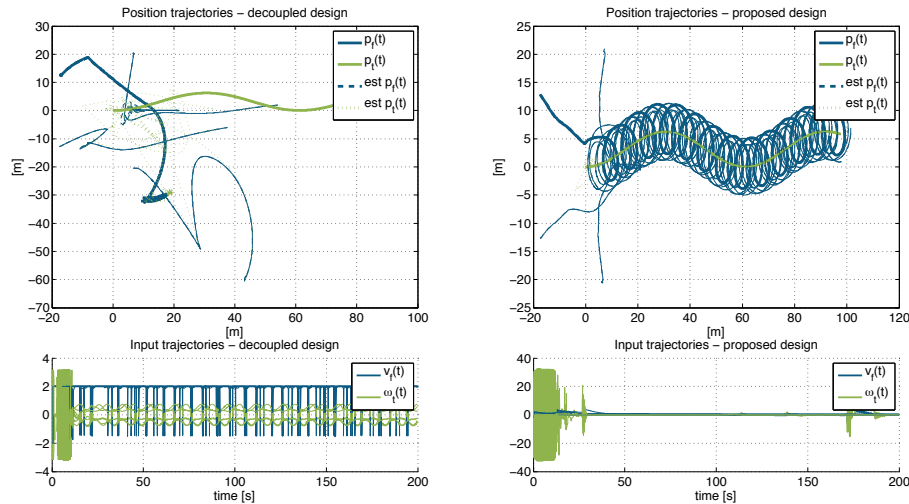 Position trajectories – decoupled design
30
20
10
0
−10
−20
−30
−40
−50
−60
−70
[m]
−20 0 20 40 60 80 100
[m]
p_f(t)
p_t(t)
est p_f(t)
est p_t(t)
Position trajectories – proposed design
25
20
15
10
5
0
−5
−10
−15
−20
−25
[m]
−20 0 20 40 60 80 100 120
[m]
p_f(t)
p_t(t)
est p_f(t)
est p_t(t)
Input trajectories – decoupled design
4
2
0
−2
−4
0 50 100 150 200
time [s]
v_f(t)
ω_t(t)
Input trajectories – proposed design
40
20
0
−20
−40
0 50 100 150 200
time [s]
v_f(t)
ω_t(t)